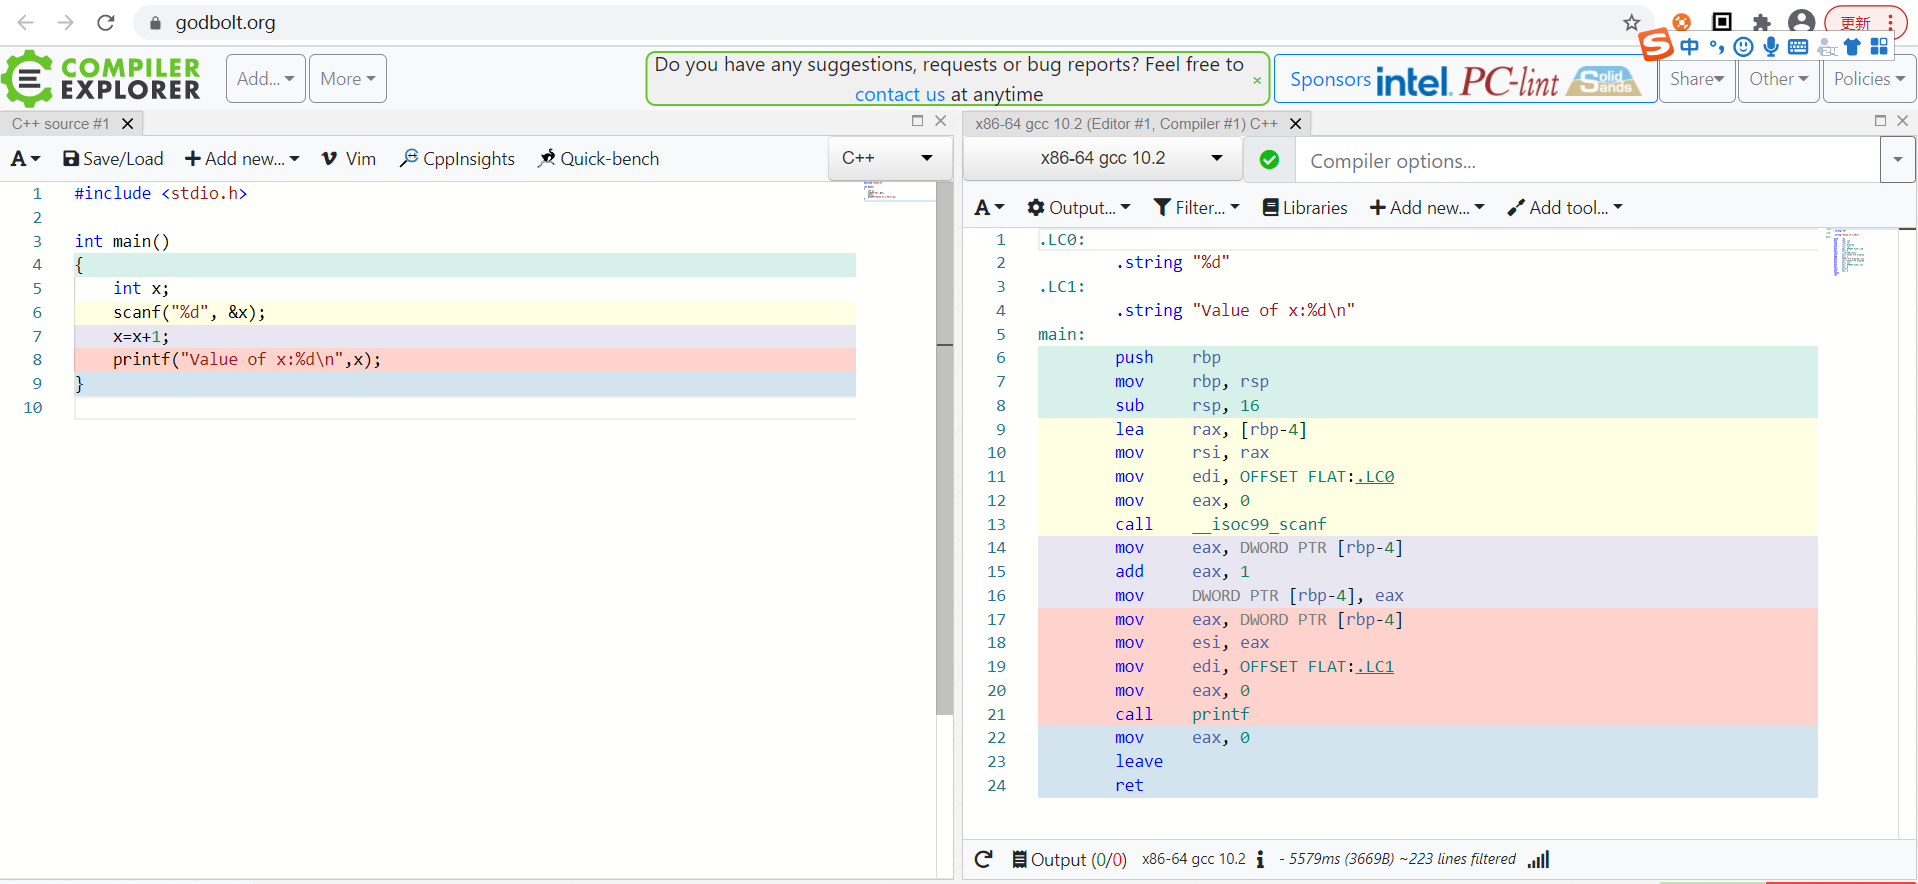 godbolt.org
更新
中
COMPILER
EXPLORER
Add...
More
Do you have any suggestions, requests or bug reports? Feel free to
contact us at anytime
×
Sponsors intel. PC-lint Solid Sands
Share
Other
Policies
C++ source #1
A Save/Load + Add new... Vim CppInsights Quick-bench C++
1 #include <stdio.h>
2
3 int main()
4 {
5 int x;
6 scanf("%d", &x);
7 x=x+1;
8 printf("Value of x:%d\n",x);
9 }
10
x86-64 gcc 10.2 (Editor #1, Compiler #1) C++
x86-64 gcc 10.2 Compiler options...
A Output... Filter... Libraries + Add new... Add tool...
1 .LC0:
2 .string "%d"
3 .LC1:
4 .string "Value of x:%d\n"
5 main:
6 push rbp
7 mov rbp, rsp
8 sub rsp, 16
9 lea rax, [rbp-4]
10 mov rsi, rax
11 mov edi, OFFSET FLAT:.LC0
12 mov eax, 0
13 call __isoc99_scanf
14 mov eax, DWORD PTR [rbp-4]
15 add eax, 1
16 mov DWORD PTR [rbp-4], eax
17 mov eax, DWORD PTR [rbp-4]
18 mov esi, eax
19 mov edi, OFFSET FLAT:.LC1
20 mov eax, 0
21 call printf
22 mov eax, 0
23 leave
24 ret
Output (0/0) x86-64 gcc 10.2 i - 5579ms (3669B) ~223 lines filtered